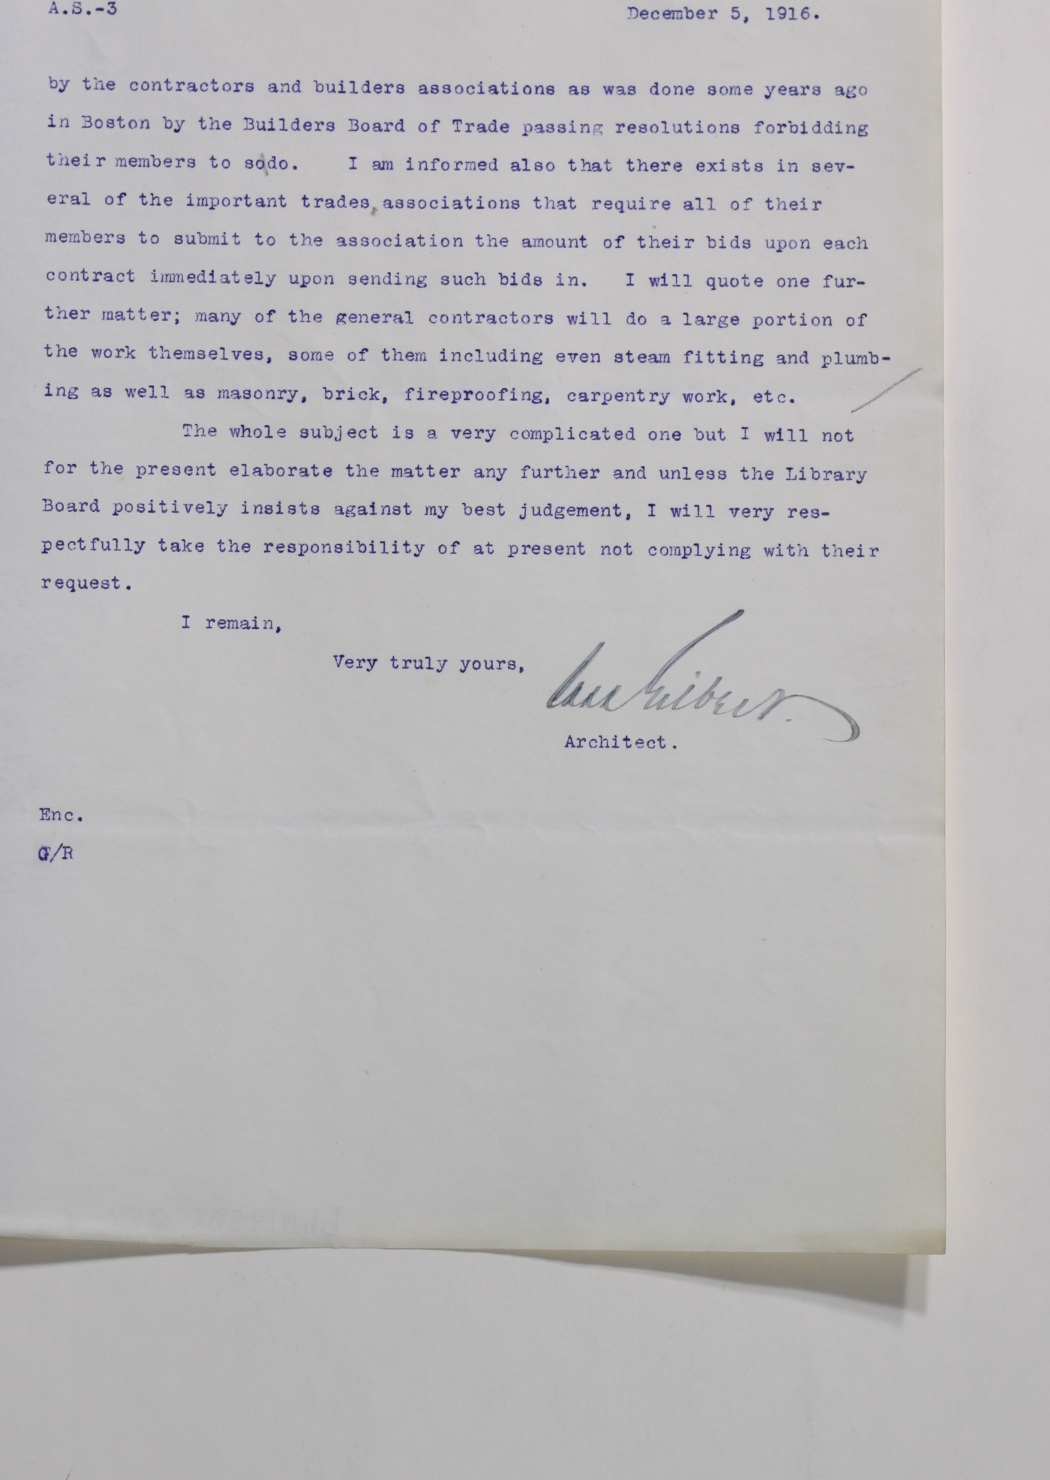 A.S.-3 December 5, 1916.
by the contractors and builders associations as was done some years ago
in Boston by the Builders Board of Trade passing resolutions forbidding
their members to sodo. I am informed also that there exists in sev-
eral of the important trades, associations that require all of their
members to submit to the association the amount of their bids upon each
contract immediately upon sending such bids in. I will quote one fur-
ther matter; many of the general contractors will do a large portion of
the work themselves, some of them including even steam fitting and plumb-
ing as well as masonry, brick, fireproofing, carpentry work, etc.
The whole subject is a very complicated one but I will not
for the present elaborate the matter any further and unless the Library
Board positively insists against my best judgement, I will very res-
pectfully take the responsibility of at present not complying with their
request.
I remain,
Very truly yours,
Cass Gilbert.
Architect.
Enc.
G/R